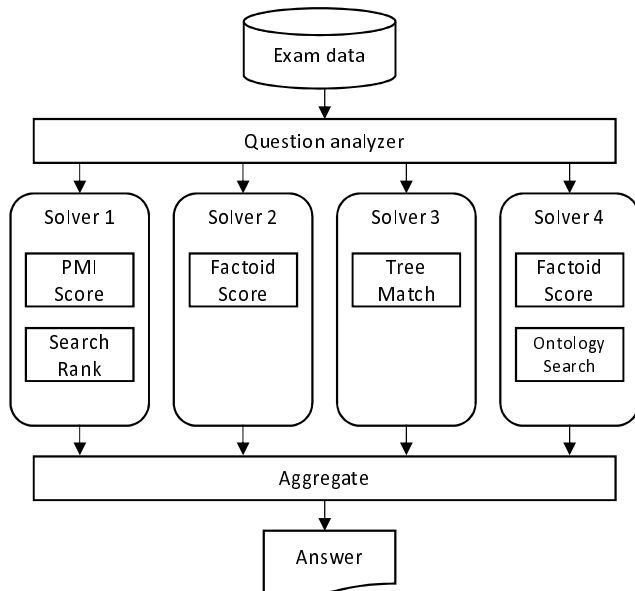 Exam data
Question analyzer
Solver 1
Solver 2
Solver 3
Solver 4
PMI
Score
Factoid
Score
Tree
Match
Factoid
Score
Search
Rank
Ontology
Search
Aggregate
Answer